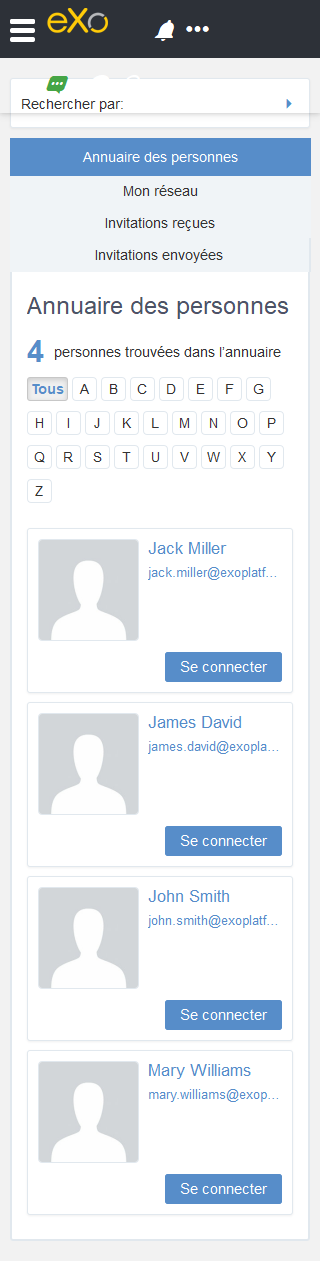 eXo
Rechercher par:
Annuaire des personnes
Mon réseau
Invitations reçues
Invitations envoyées
Annuaire des personnes
4 personnes trouvées dans l'annuaire
Tous A B C D E F G
H I J K L M N O P
Q R S T U V W X Y
Z
Jack Miller
jack.miller@exoplatf...
Se connecter
James David
james.david@exopla...
Se connecter
John Smith
john.smith@exoplatf...
Se connecter
Mary Williams
mary.williams@exop...
Se connecter